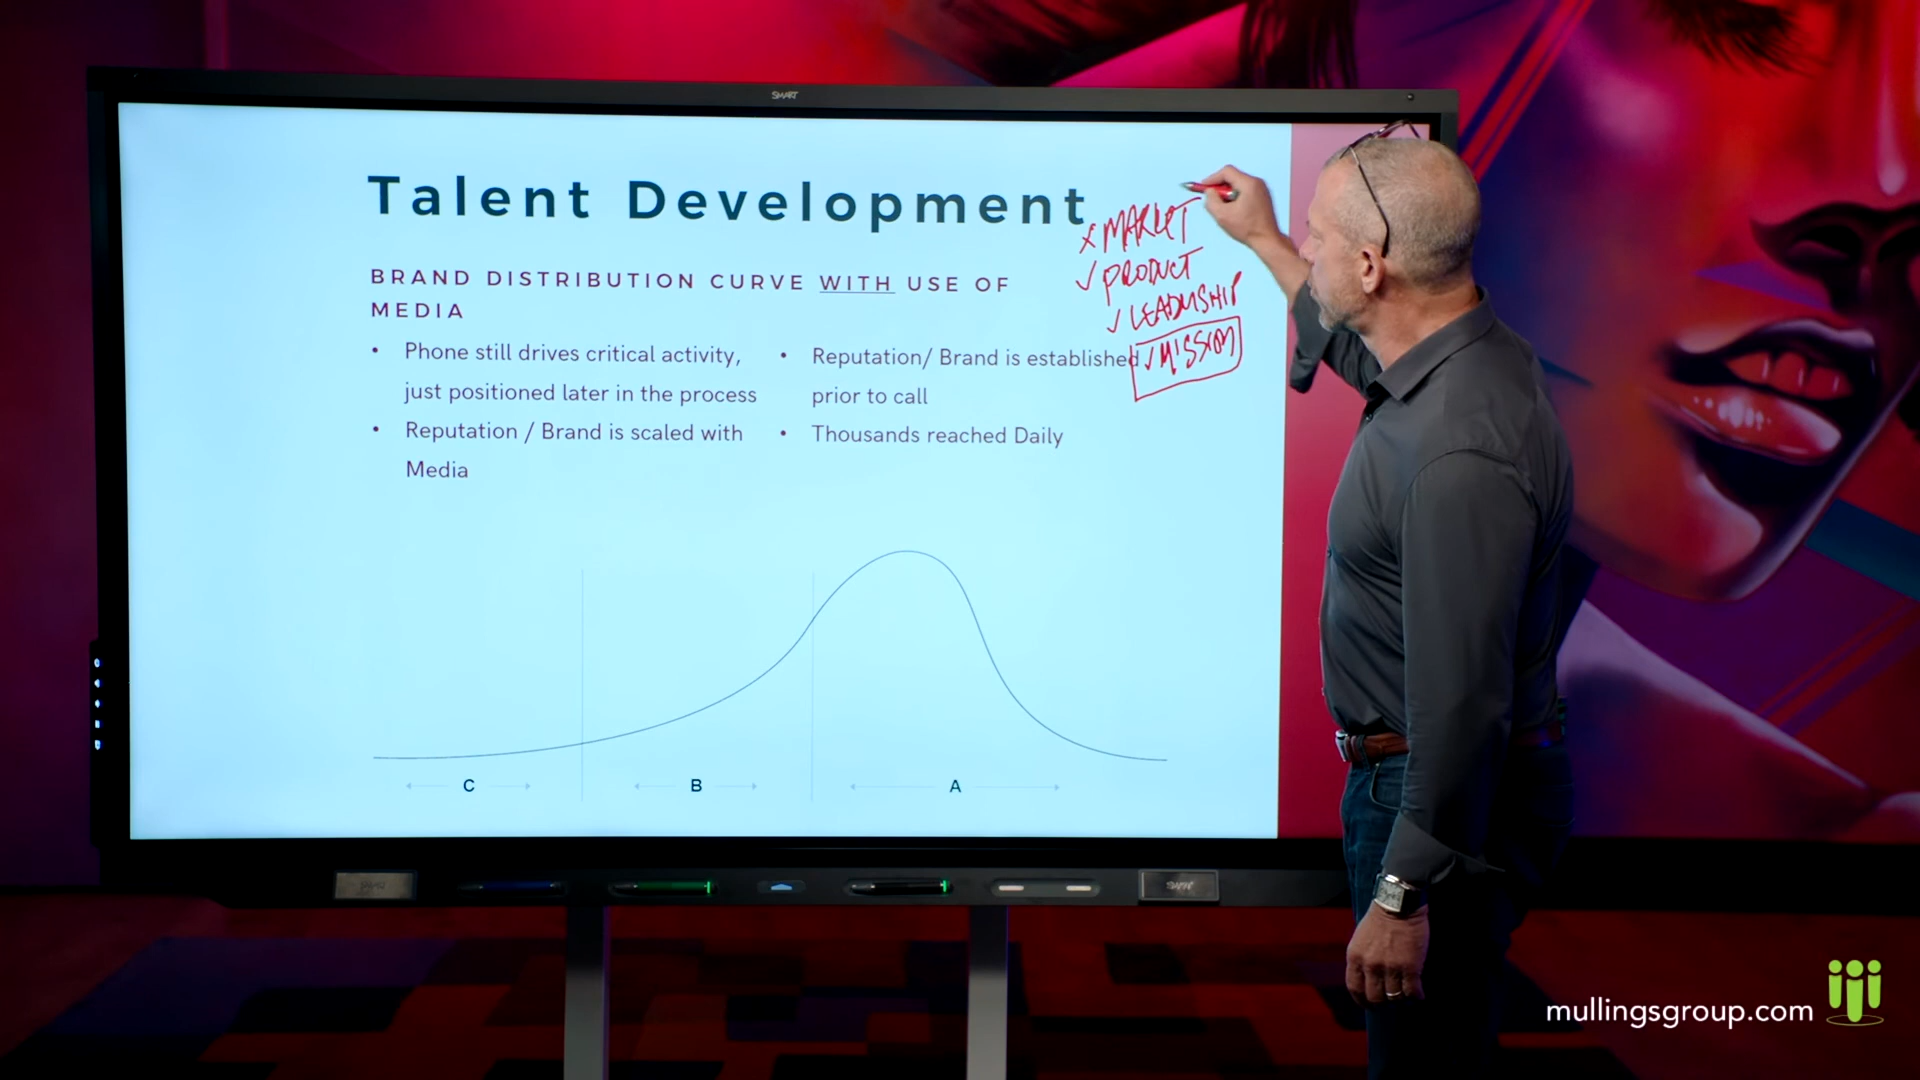 SMART
Talent Development
BRAND DISTRIBUTION CURVE WITH USE OF
MEDIA
• Phone still drives critical activity,
just positioned later in the process
• Reputation / Brand is scaled with
Media
• Reputation/ Brand is established
prior to call
• Thousands reached Daily
x MARKET
✓ PRODUCT
✓ LEADERSHIP
✓ MISSION
C B A
SMART
mullingsgroup.com